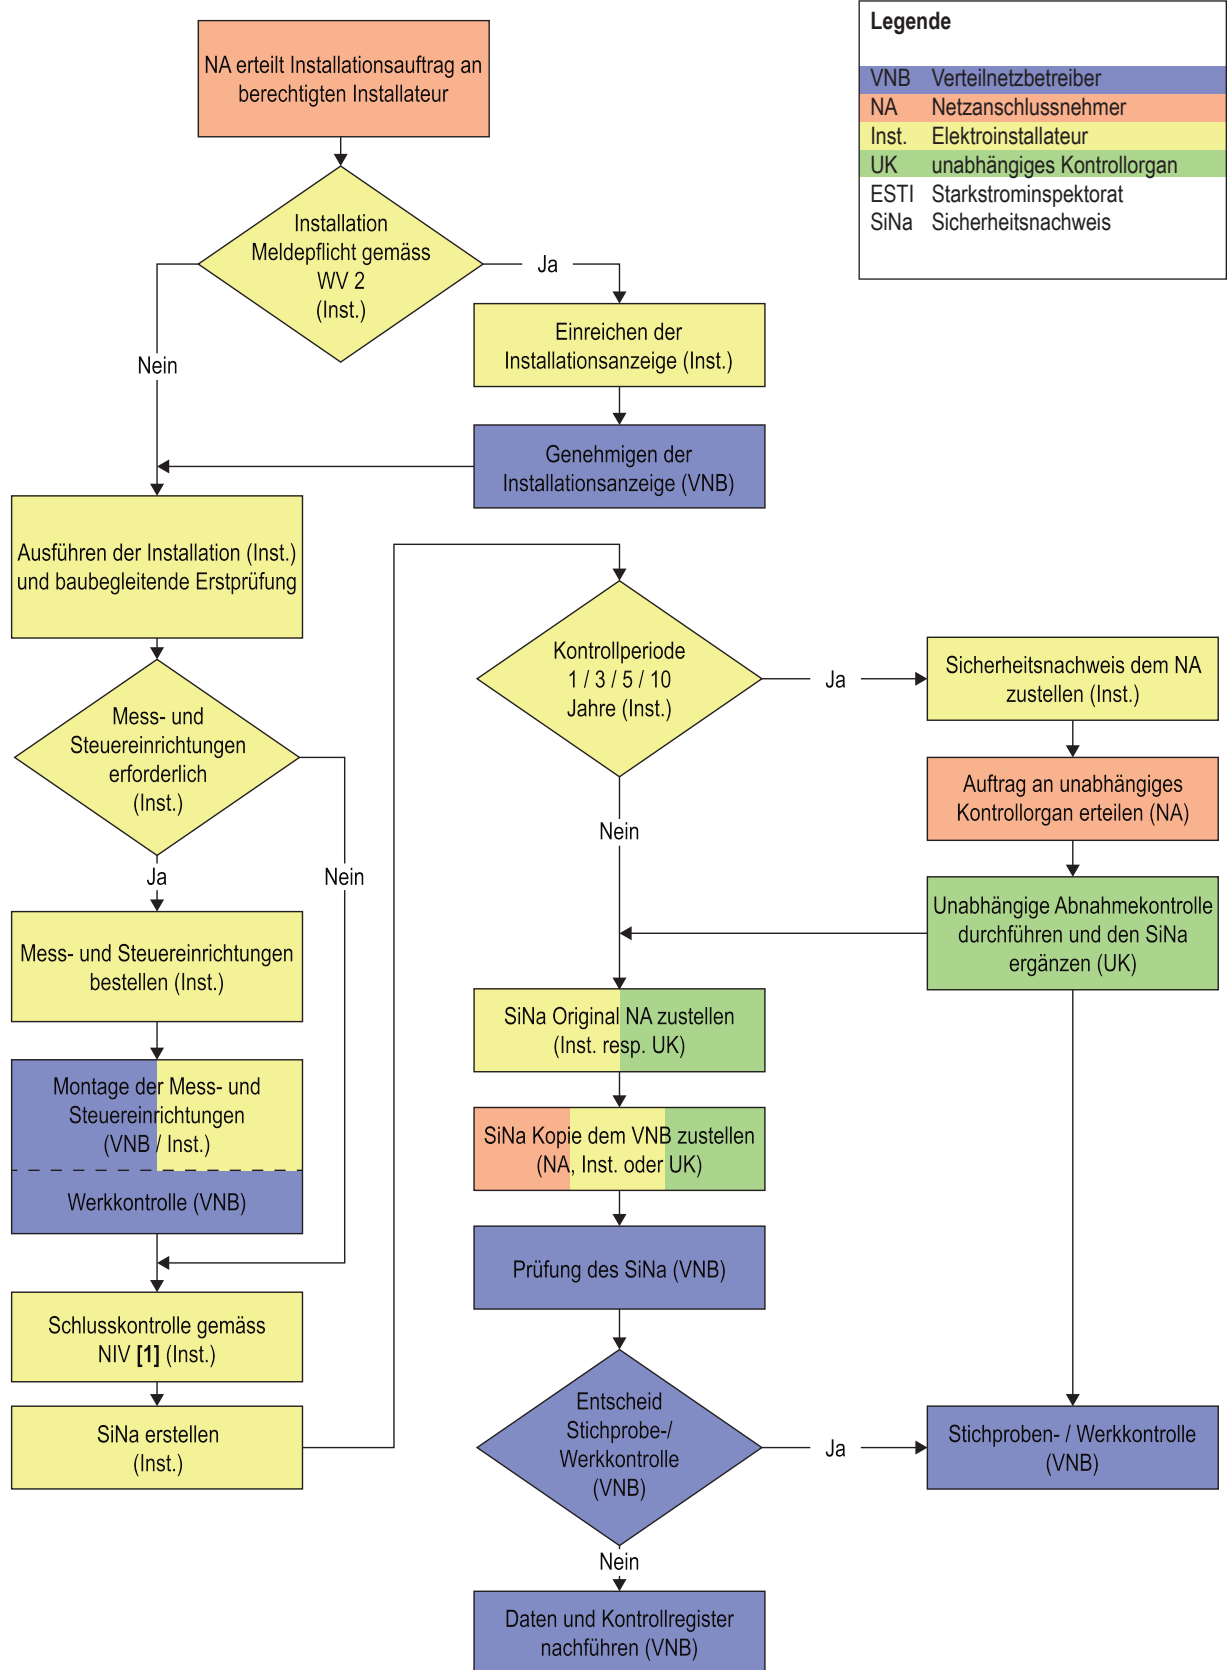 NA erteilt Installationsauftrag an
berechtigten Installateur
Legende
VNB Verteilnetzbetreiber
NA Netzanschlussnehmer
Inst. Elektroinstallateur
UK unabhängiges Kontrollorgan
ESTI Starkstrominspektorat
SiNa Sicherheitsnachweis
Installation
Meldepflicht gemäss
WV 2
(Inst.)
Ja
Nein
Einreichen der
Installationsanzeige (Inst.)
Genehmigen der
Installationsanzeige (VNB)
Ausführen der Installation (Inst.)
und baubegleitende Erstprüfung
Mess- und
Steuereinrichtungen
erforderlich
(Inst.)
Ja
Nein
Mess- und Steuereinrichtungen
bestellen (Inst.)
Montage der Mess- und
Steuereinrichtungen
(VNB / Inst.)
Werkkontrolle (VNB)
Schlusskontrolle gemäss
NIV [1] (Inst.)
SiNa erstellen
(Inst.)
Kontrollperiode
1 / 3 / 5 / 10
Jahre (Inst.)
Ja
Nein
Sicherheitsnachweis dem NA
zustellen (Inst.)
Auftrag an unabhängiges
Kontrollorgan erteilen (NA)
Unabhängige Abnahmekontrolle
durchführen und den SiNa
ergänzen (UK)
SiNa Original NA zustellen
(Inst. resp. UK)
SiNa Kopie dem VNB zustellen
(NA, Inst. oder UK)
Prüfung des SiNa (VNB)
Entscheid
Stichprobe-/
Werkkontrolle
(VNB)
Ja
Stichproben- / Werkkontrolle
(VNB)
Nein
Daten und Kontrollregister
nachführen (VNB)